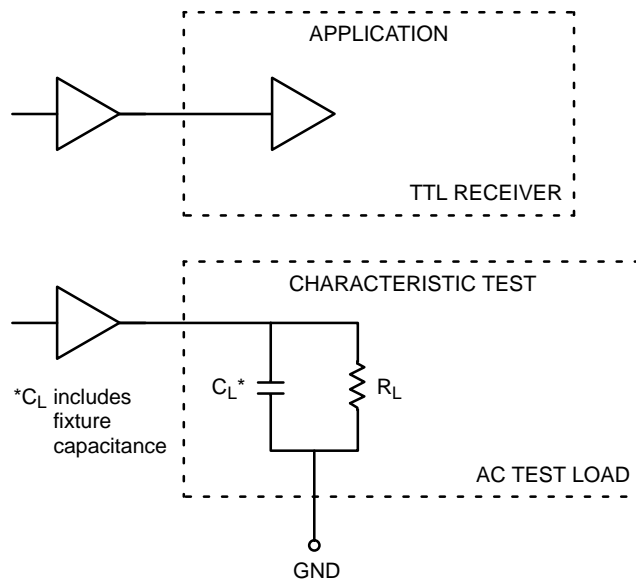 APPLICATION
TTL RECEIVER
CHARACTERISTIC TEST
*CL includes
fixture
capacitance
CL*
RL
AC TEST LOAD
GND